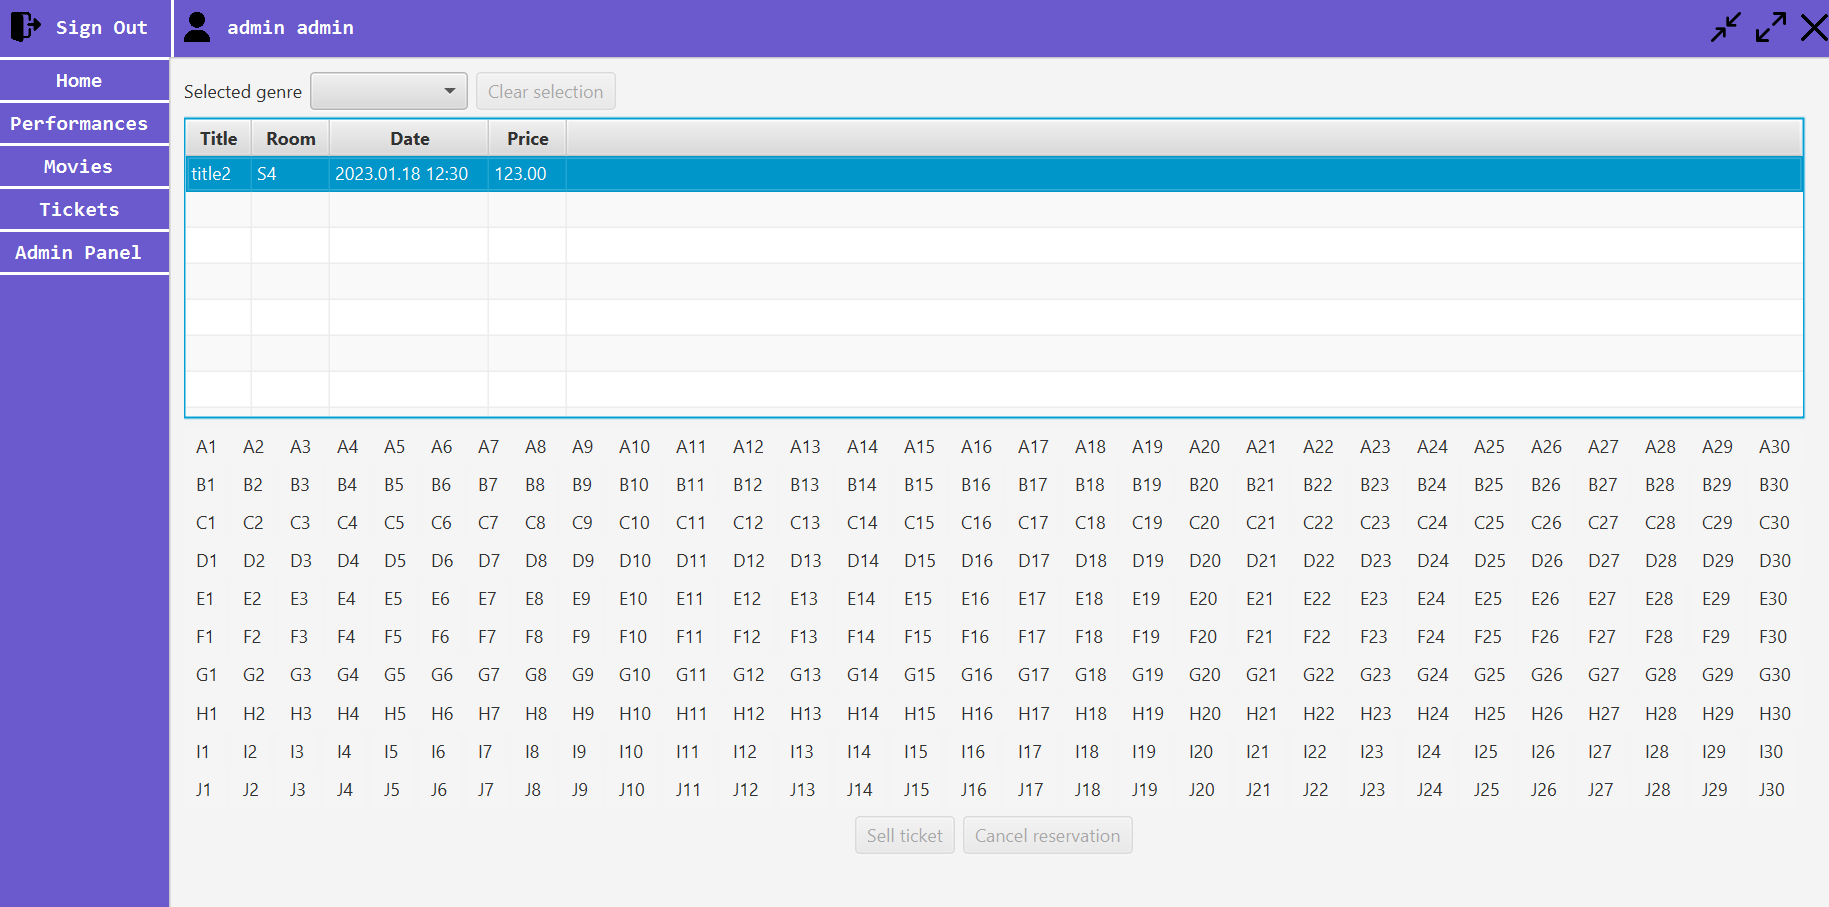 Sign Out admin admin
Home
Performances
Movies
Tickets
Admin Panel
Selected genre Clear selection
Title Room Date Price
title2 S4 2023.01.18 12:30 123.00
A1 A2 A3 A4 A5 A6 A7 A8 A9 A10 A11 A12 A13 A14 A15 A16 A17 A18 A19 A20 A21 A22 A23 A24 A25 A26 A27 A28 A29 A30
B1 B2 B3 B4 B5 B6 B7 B8 B9 B10 B11 B12 B13 B14 B15 B16 B17 B18 B19 B20 B21 B22 B23 B24 B25 B26 B27 B28 B29 B30
C1 C2 C3 C4 C5 C6 C7 C8 C9 C10 C11 C12 C13 C14 C15 C16 C17 C18 C19 C20 C21 C22 C23 C24 C25 C26 C27 C28 C29 C30
D1 D2 D3 D4 D5 D6 D7 D8 D9 D10 D11 D12 D13 D14 D15 D16 D17 D18 D19 D20 D21 D22 D23 D24 D25 D26 D27 D28 D29 D30
E1 E2 E3 E4 E5 E6 E7 E8 E9 E10 E11 E12 E13 E14 E15 E16 E17 E18 E19 E20 E21 E22 E23 E24 E25 E26 E27 E28 E29 E30
F1 F2 F3 F4 F5 F6 F7 F8 F9 F10 F11 F12 F13 F14 F15 F16 F17 F18 F19 F20 F21 F22 F23 F24 F25 F26 F27 F28 F29 F30
G1 G2 G3 G4 G5 G6 G7 G8 G9 G10 G11 G12 G13 G14 G15 G16 G17 G18 G19 G20 G21 G22 G23 G24 G25 G26 G27 G28 G29 G30
H1 H2 H3 H4 H5 H6 H7 H8 H9 H10 H11 H12 H13 H14 H15 H16 H17 H18 H19 H20 H21 H22 H23 H24 H25 H26 H27 H28 H29 H30
I1 I2 I3 I4 I5 I6 I7 I8 I9 I10 I11 I12 I13 I14 I15 I16 I17 I18 I19 I20 I21 I22 I23 I24 I25 I26 I27 I28 I29 I30
J1 J2 J3 J4 J5 J6 J7 J8 J9 J10 J11 J12 J13 J14 J15 J16 J17 J18 J19 J20 J21 J22 J23 J24 J25 J26 J27 J28 J29 J30
Sell ticket Cancel reservation